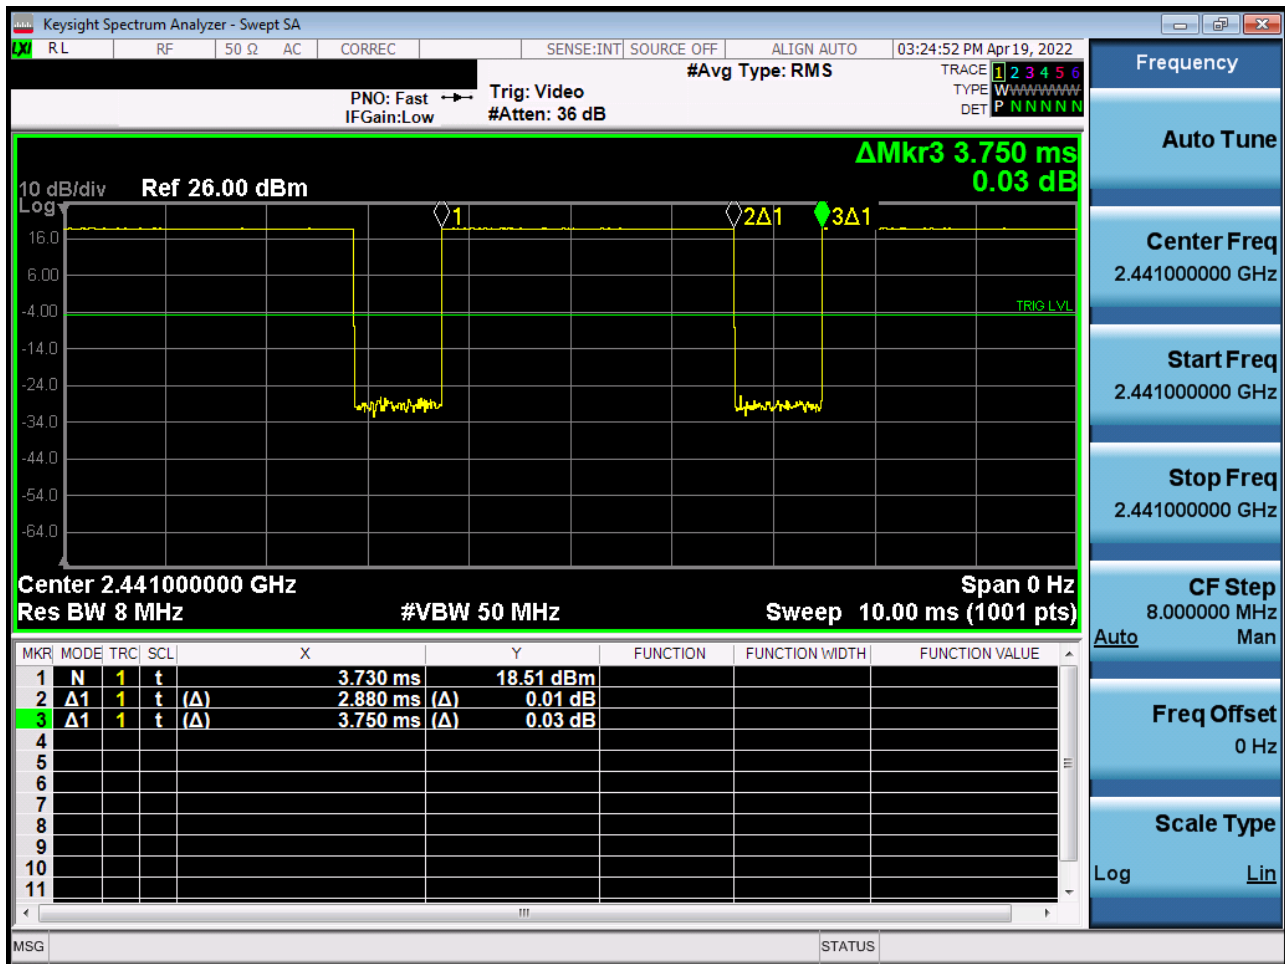 Keysight Spectrum Analyzer - Swept SA
LXI RL RF 50 Ω AC CORREC SENSE:INT SOURCE OFF ALIGN AUTO 03:24:52 PM Apr 19, 2022
#Avg Type: RMS
TRACE 1 2 3 4 5 6
TYPE WWWWWW
DET P N N N N N
PNO: Fast
IFGain:Low
Trig: Video
#Atten: 36 dB
ΔMkr3 3.750 ms
0.03 dB
10 dB/div Ref 26.00 dBm
Log
1 2Δ1 3Δ1
16.0
6.00
-4.00
TRIG LVL
-14.0
-24.0
-34.0
-44.0
-54.0
-64.0
Center 2.441000000 GHz Span 0 Hz
Res BW 8 MHz #VBW 50 MHz Sweep 10.00 ms (1001 pts)
MKR MODE TRC SCL X Y FUNCTION FUNCTION WIDTH FUNCTION VALUE
1 N 1 t 3.730 ms 18.51 dBm
2 Δ1 1 t (Δ) 2.880 ms (Δ) 0.01 dB
3 Δ1 1 t (Δ) 3.750 ms (Δ) 0.03 dB
4
5
6
7
8
9
10
11
MSG STATUS
Frequency
Auto Tune
Center Freq
2.441000000 GHz
Start Freq
2.441000000 GHz
Stop Freq
2.441000000 GHz
CF Step
8.000000 MHz
Auto Man
Freq Offset
0 Hz
Scale Type
Log Lin